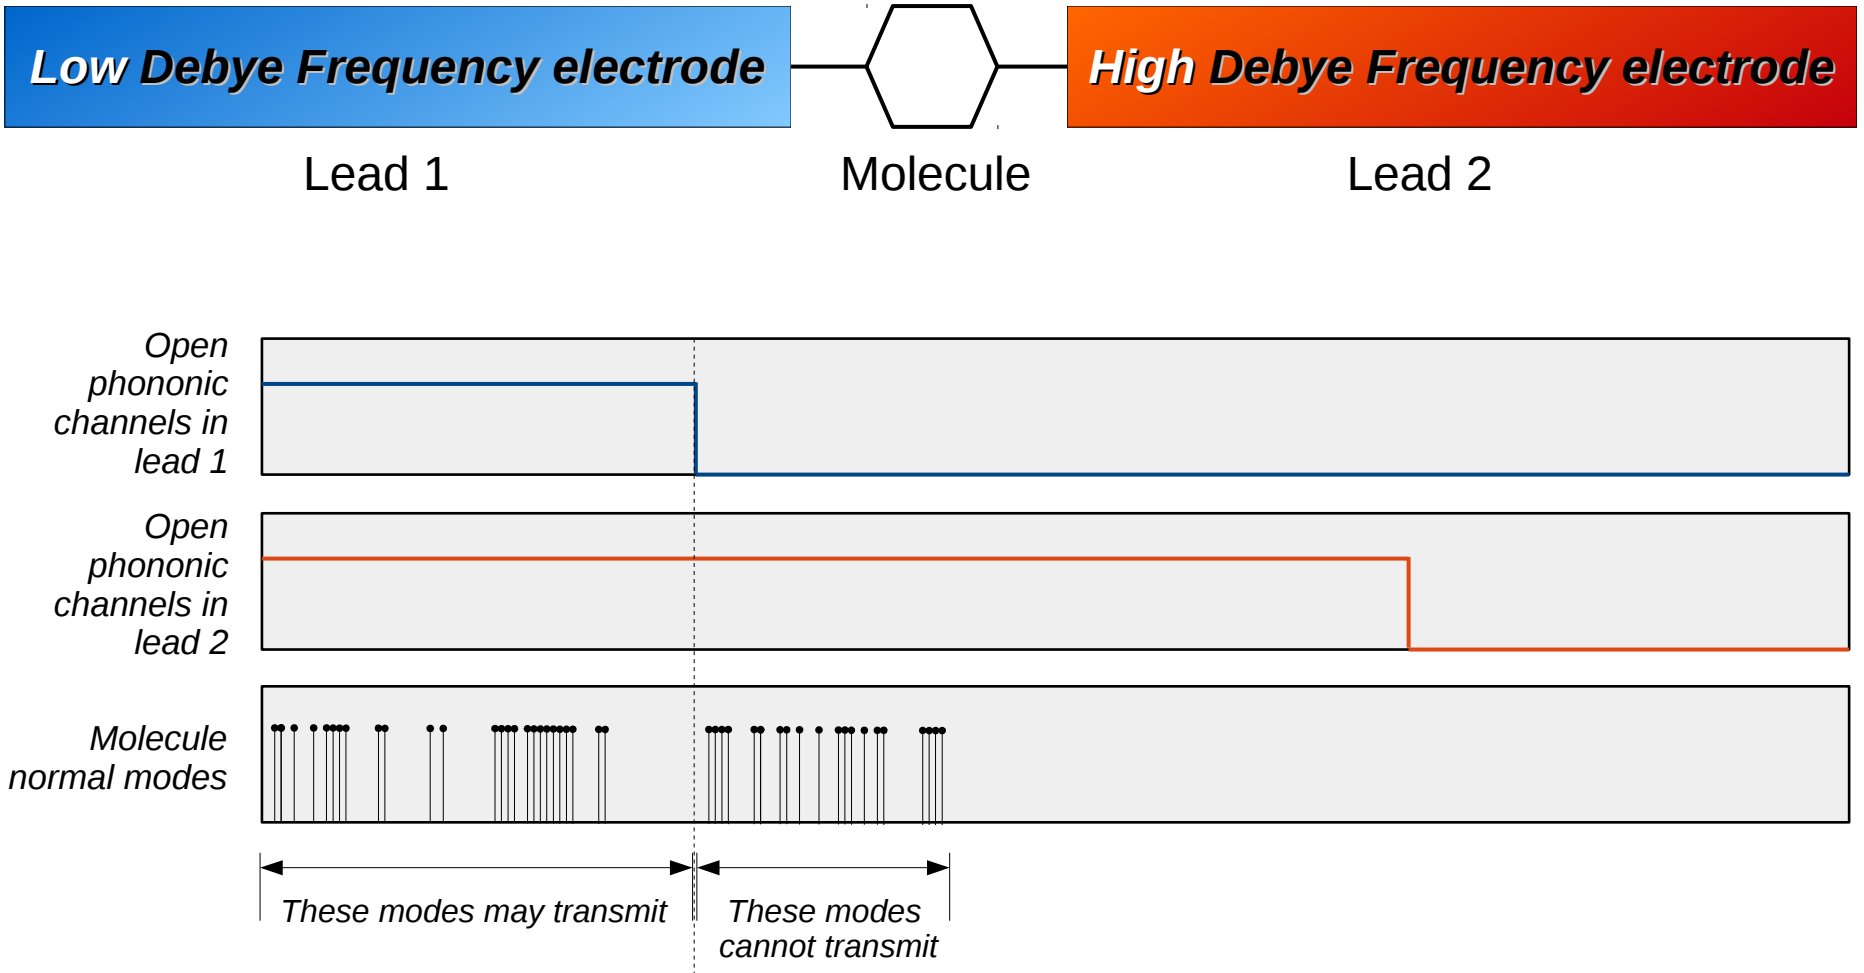 Low Debye Frequency electrode
High Debye Frequency electrode
Lead 1
Molecule
Lead 2
Open
phononic
channels in
lead 1
Open
phononic
channels in
lead 2
Molecule
normal modes
These modes may transmit
These modes
cannot transmit